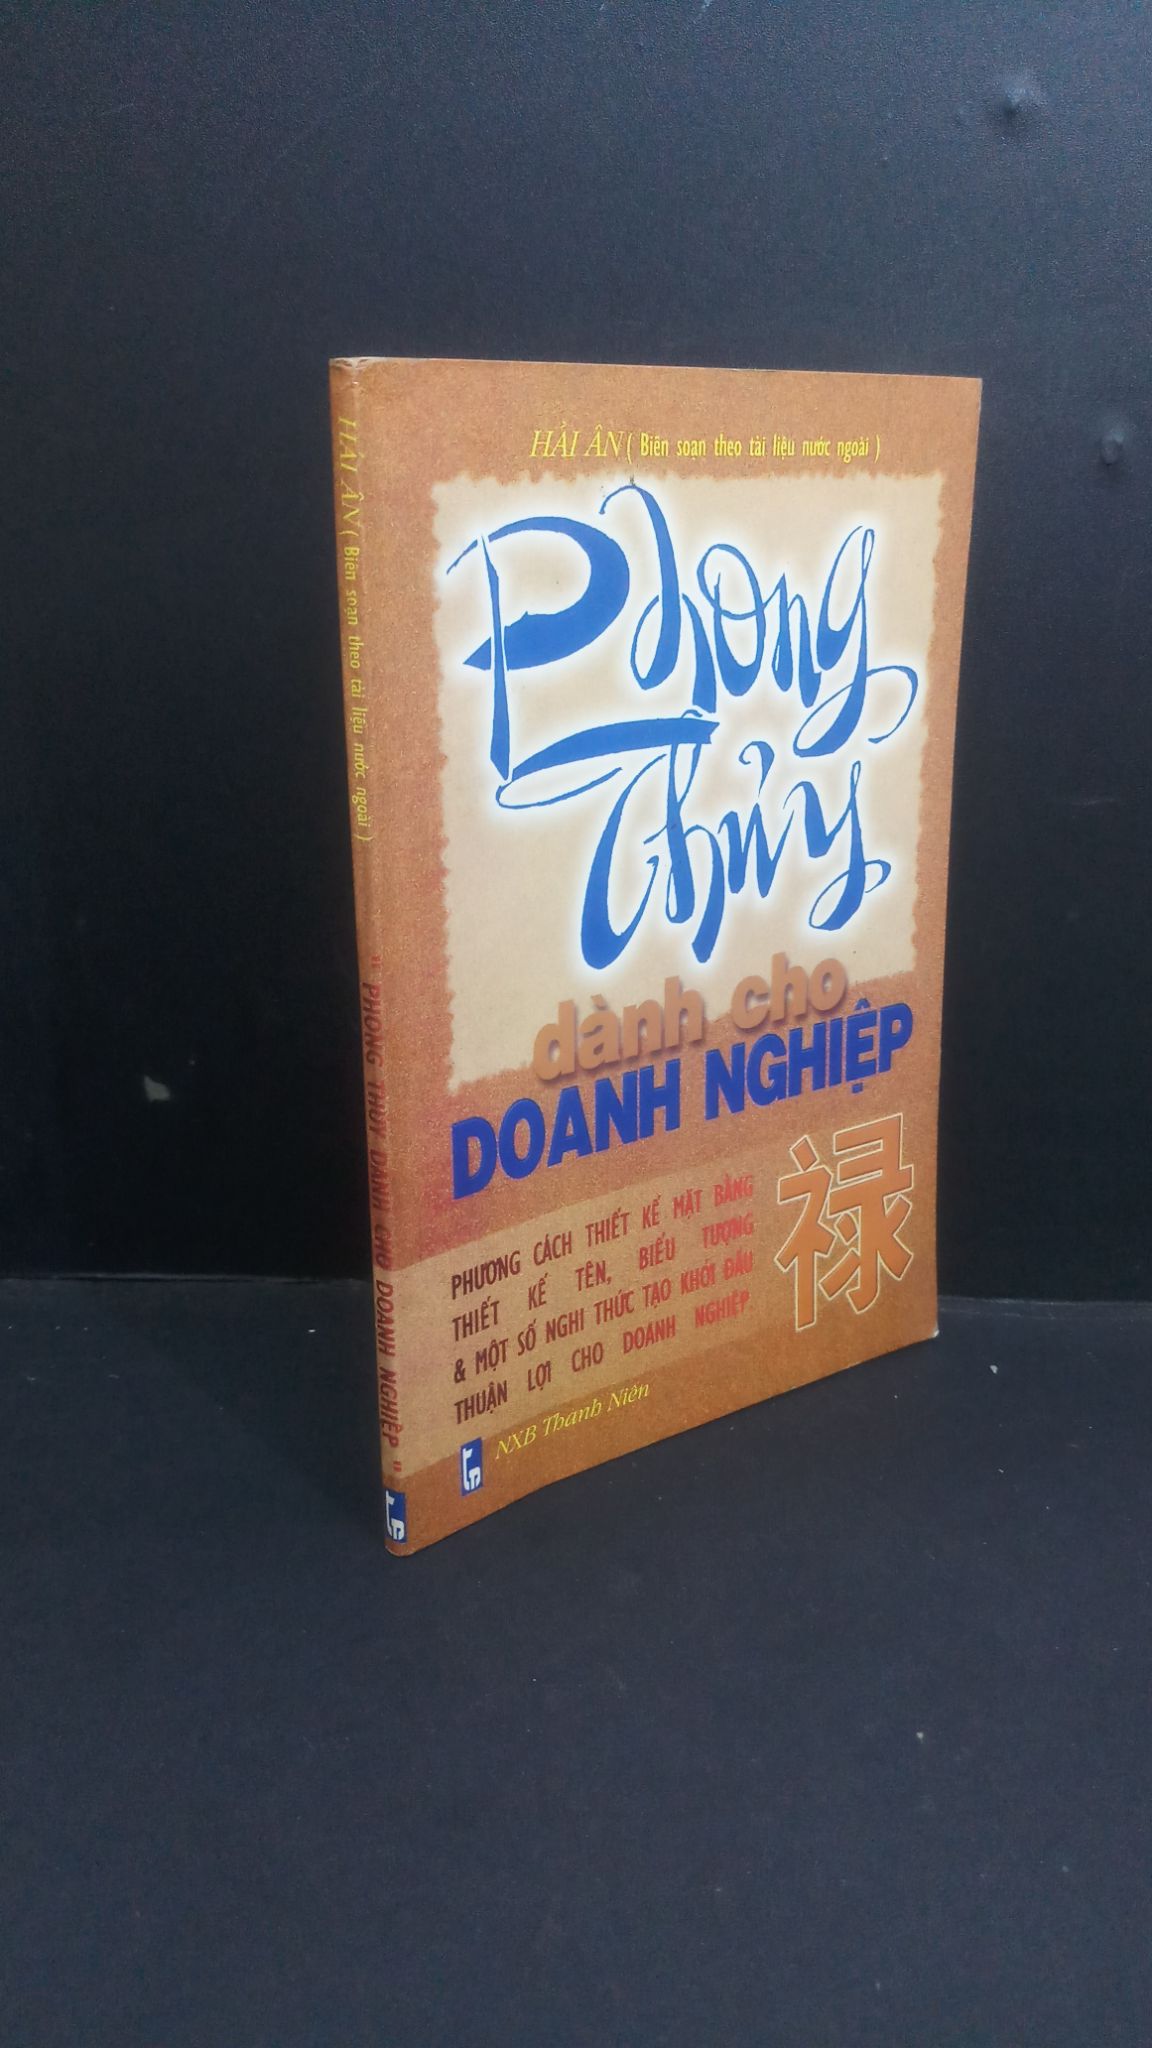 HẢI ÂN ( Biên soạn theo tài liệu nước ngoài )
Phong
Thủy
dành cho
DOANH NGHIỆP
禄
PHƯƠNG CÁCH THIẾT KẾ MẶT BẰNG
THIẾT KẾ TÊN, BIỂU TƯỢNG
& MỘT SỐ NGHI THỨC TẠO KHỞI ĐẦU
THUẬN LỢI CHO DOANH NGHIỆP
NXB Thanh Niên
HẢI ÂN ( Biên soạn theo tài liệu nước ngoài )
" PHONG THỦY DÀNH CHO DOANH NGHIỆP "